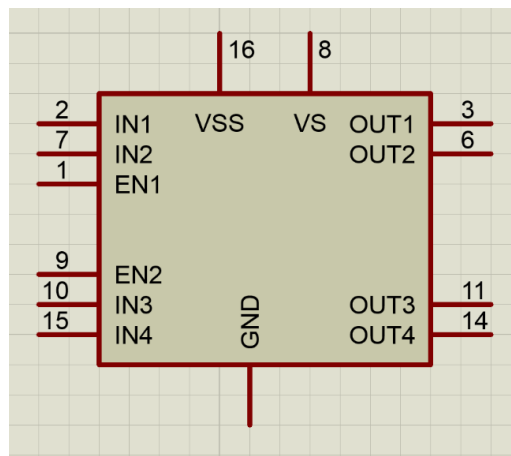 16 8
2 IN1 VSS VS OUT1 3
7 IN2 OUT2 6
1 EN1
9 EN2
10 IN3 OUT3 11
15 IN4 GND OUT4 14